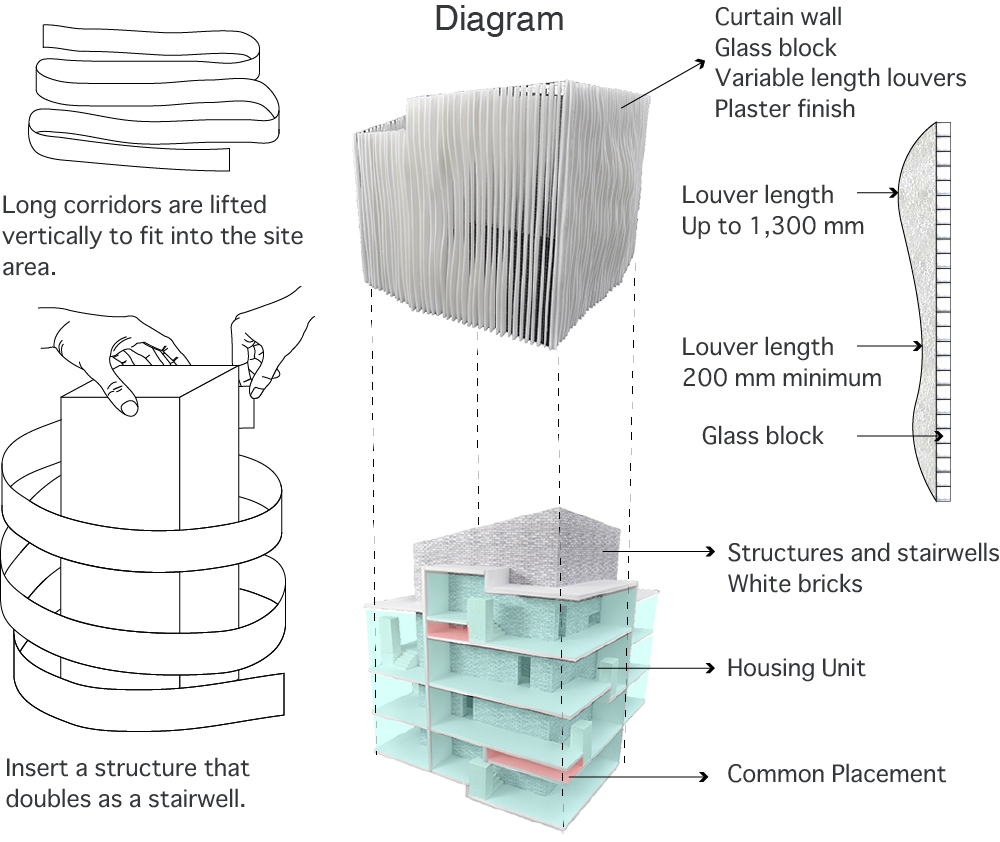 Diagram
Curtain wall
Glass block
Variable length louvers
Plaster finish
Long corridors are lifted
vertically to fit into the site
area.
Louver length
Up to 1,300 mm
Louver length
200 mm minimum
Glass block
Structures and stairwells
White bricks
Housing Unit
Common Placement
Insert a structure that
doubles as a stairwell.